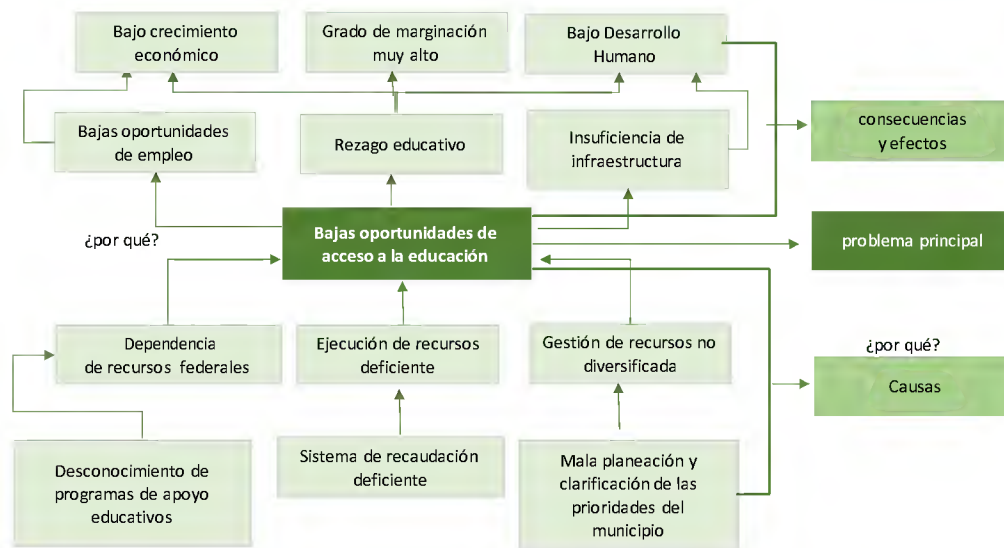 Bajo crecimiento
económico
Grado de marginación
muy alto
Bajo Desarrollo
Humano
Bajas oportunidades
de empleo
Rezago educativo
Insuficiencia de
infraestructura
consecuencias
y efectos
¿por qué?
Bajas oportunidades de
acceso a la educación
problema principal
Dependencia
de recursos federales
Ejecución de recursos
deficiente
Gestión de recursos no
diversificada
¿por qué?
Causas
Desconocimiento de
programas de apoyo
educativos
Sistema de recaudación
deficiente
Mala planeación y
clarificación de las
prioridades del
municipio